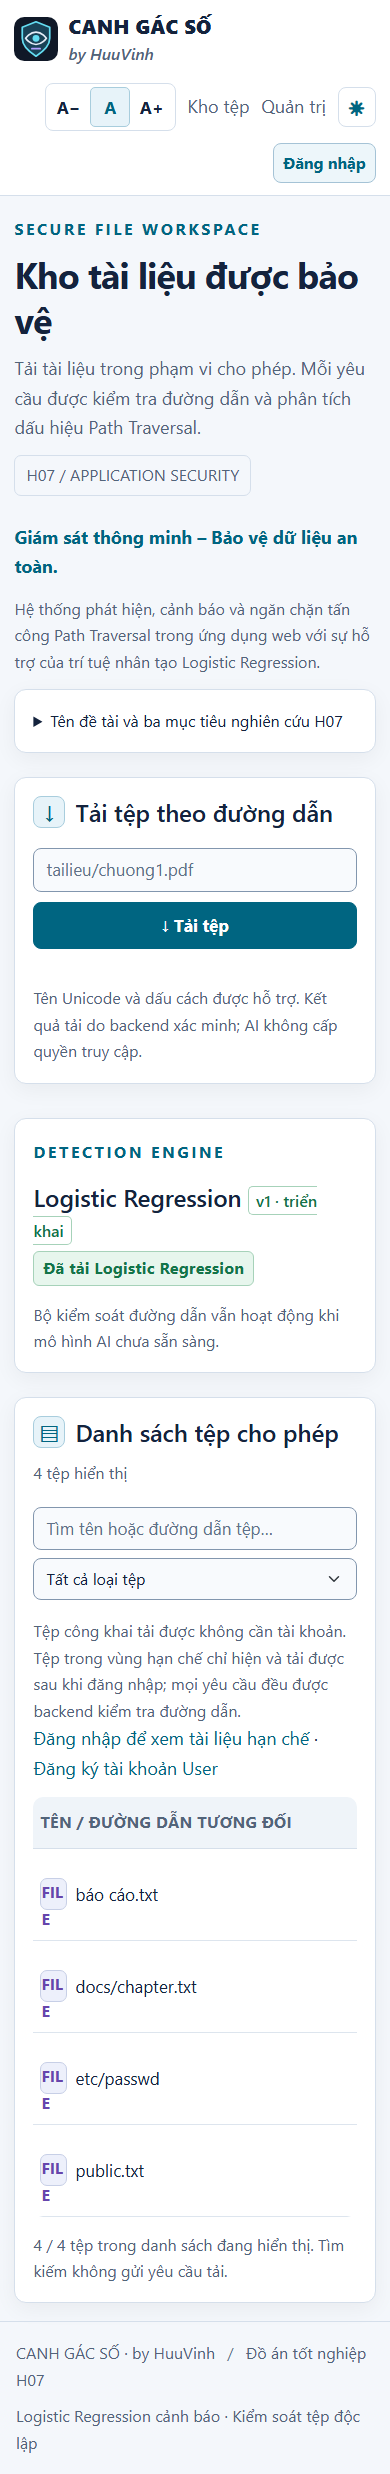 CANH GÁC SỐ
by HuuVinh
A− A A+ Kho tệp Quản trị
Đăng nhập
SECURE FILE WORKSPACE
Kho tài liệu được bảo
vệ
Tải tài liệu trong phạm vi cho phép. Mỗi yêu
cầu được kiểm tra đường dẫn và phân tích
dấu hiệu Path Traversal.
H07 / APPLICATION SECURITY
Giám sát thông minh – Bảo vệ dữ liệu an
toàn.
Hệ thống phát hiện, cảnh báo và ngăn chặn tấn
công Path Traversal trong ứng dụng web với sự hỗ
trợ của trí tuệ nhân tạo Logistic Regression.
▶ Tên đề tài và ba mục tiêu nghiên cứu H07
↓ Tải tệp theo đường dẫn
tailieu/chuong1.pdf
↓ Tải tệp
Tên Unicode và dấu cách được hỗ trợ. Kết
quả tải do backend xác minh; AI không cấp
quyền truy cập.
DETECTION ENGINE
Logistic Regression v1 · triển
khai
Đã tải Logistic Regression
Bộ kiểm soát đường dẫn vẫn hoạt động khi
mô hình AI chưa sẵn sàng.
Danh sách tệp cho phép
4 tệp hiển thị
Tìm tên hoặc đường dẫn tệp...
Tất cả loại tệp
Tệp công khai tải được không cần tài khoản.
Tệp trong vùng hạn chế chỉ hiện và tải được
sau khi đăng nhập; mọi yêu cầu đều được
backend kiểm tra đường dẫn.
Đăng nhập để xem tài liệu hạn chế ·
Đăng ký tài khoản User
TÊN / ĐƯỜNG DẪN TƯƠNG ĐỐI
FIL báo cáo.txt
E
FIL docs/chapter.txt
E
FIL etc/passwd
E
FIL public.txt
E
4 / 4 tệp trong danh sách đang hiển thị. Tìm
kiếm không gửi yêu cầu tải.
CANH GÁC SỐ · by HuuVinh / Đồ án tốt nghiệp
H07
Logistic Regression cảnh báo · Kiểm soát tệp độc
lập